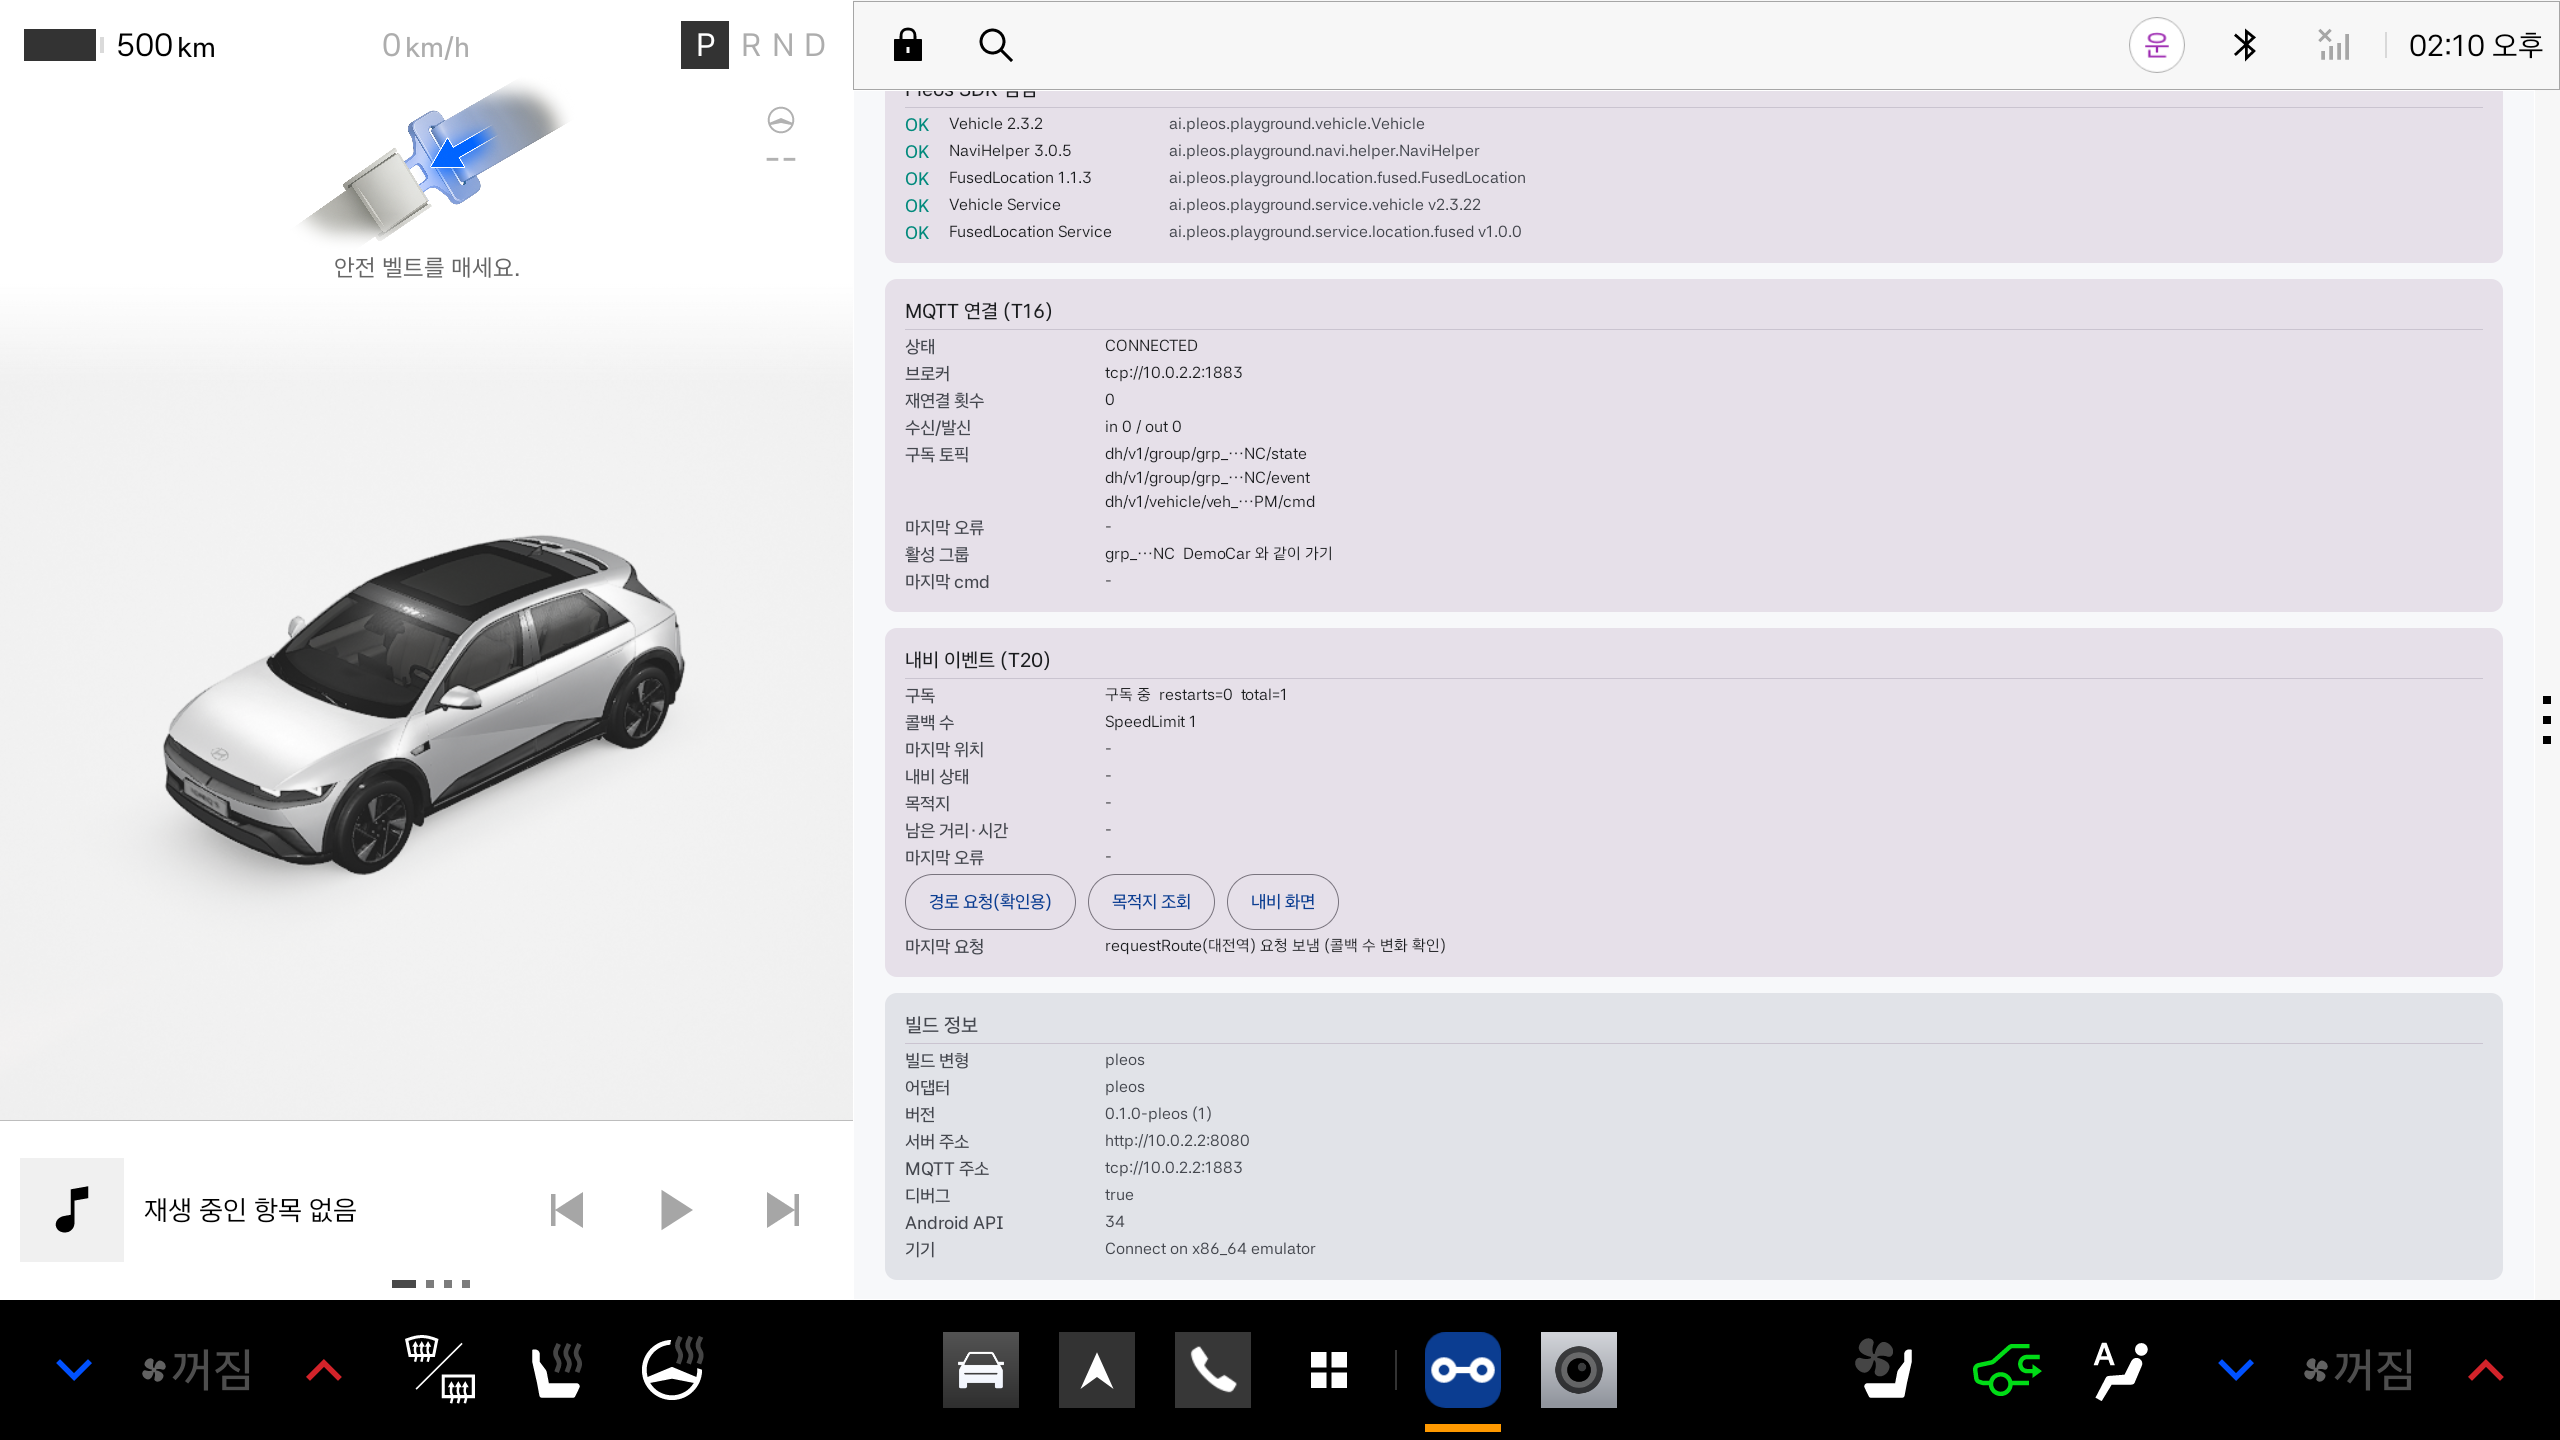 500 km
0 km/h
P R N D
안전 벨트를 매세요.
재생 중인 항목 없음
운
02:10 오후
Pleos SDK 점검
OK Vehicle 2.3.2 ai.pleos.playground.vehicle.Vehicle
OK NaviHelper 3.0.5 ai.pleos.playground.navi.helper.NaviHelper
OK FusedLocation 1.1.3 ai.pleos.playground.location.fused.FusedLocation
OK Vehicle Service ai.pleos.playground.service.vehicle v2.3.22
OK FusedLocation Service ai.pleos.playground.service.location.fused v1.0.0
MQTT 연결 (T16)
상태 CONNECTED
브로커 tcp://10.0.2.2:1883
재연결 횟수 0
수신/발신 in 0 / out 0
구독 토픽 dh/v1/group/grp_…NC/state
dh/v1/group/grp_…NC/event
dh/v1/vehicle/veh_…PM/cmd
마지막 오류 -
활성 그룹 grp_…NC DemoCar 와 같이 가기
마지막 cmd -
내비 이벤트 (T20)
구독 구독 중 restarts=0 total=1
콜백 수 SpeedLimit 1
마지막 위치 -
내비 상태 -
목적지 -
남은 거리·시간 -
마지막 오류 -
경로 요청(확인용) 목적지 조회 내비 화면
마지막 요청 requestRoute(대전역) 요청 보냄 (콜백 수 변화 확인)
빌드 정보
빌드 변형 pleos
어댑터 pleos
버전 0.1.0-pleos (1)
서버 주소 http://10.0.2.2:8080
MQTT 주소 tcp://10.0.2.2:1883
디버그 true
Android API 34
기기 Connect on x86_64 emulator
꺼짐
A
꺼짐